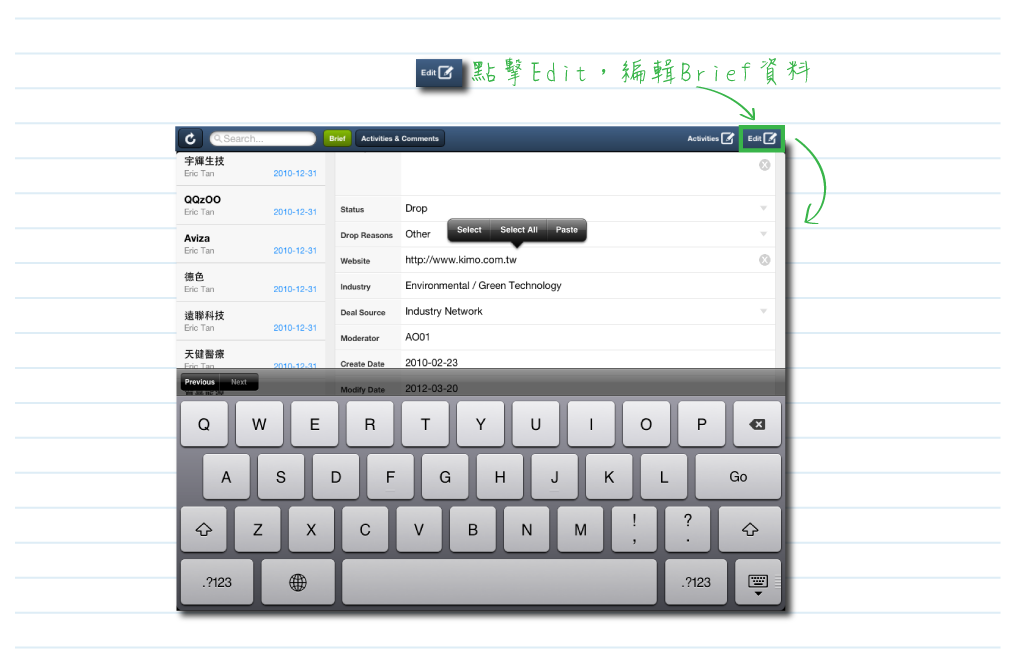 Edit 點擊Edit，編輯Brief資料
Search... Brief Activities & Comments Activities Edit
宇輝生技
Eric Tan 2010-12-31
QQzOO
Eric Tan 2010-12-31
Aviza
Eric Tan 2010-12-31
德色
Eric Tan 2010-12-31
遠聯科技
Eric Tan 2010-12-31
天健醫療
Eric Tan 2010-12-31
Status Drop
Drop Reasons Other
Select Select All Paste
Website http://www.kimo.com.tw
Industry Environmental / Green Technology
Deal Source Industry Network
Moderator AO01
Create Date 2010-02-23
Modify Date 2012-03-20
Previous Next
Q W E R T Y U I O P
A S D F G H J K L Go
Z X C V B N M ! , ? .
.?123 .?123